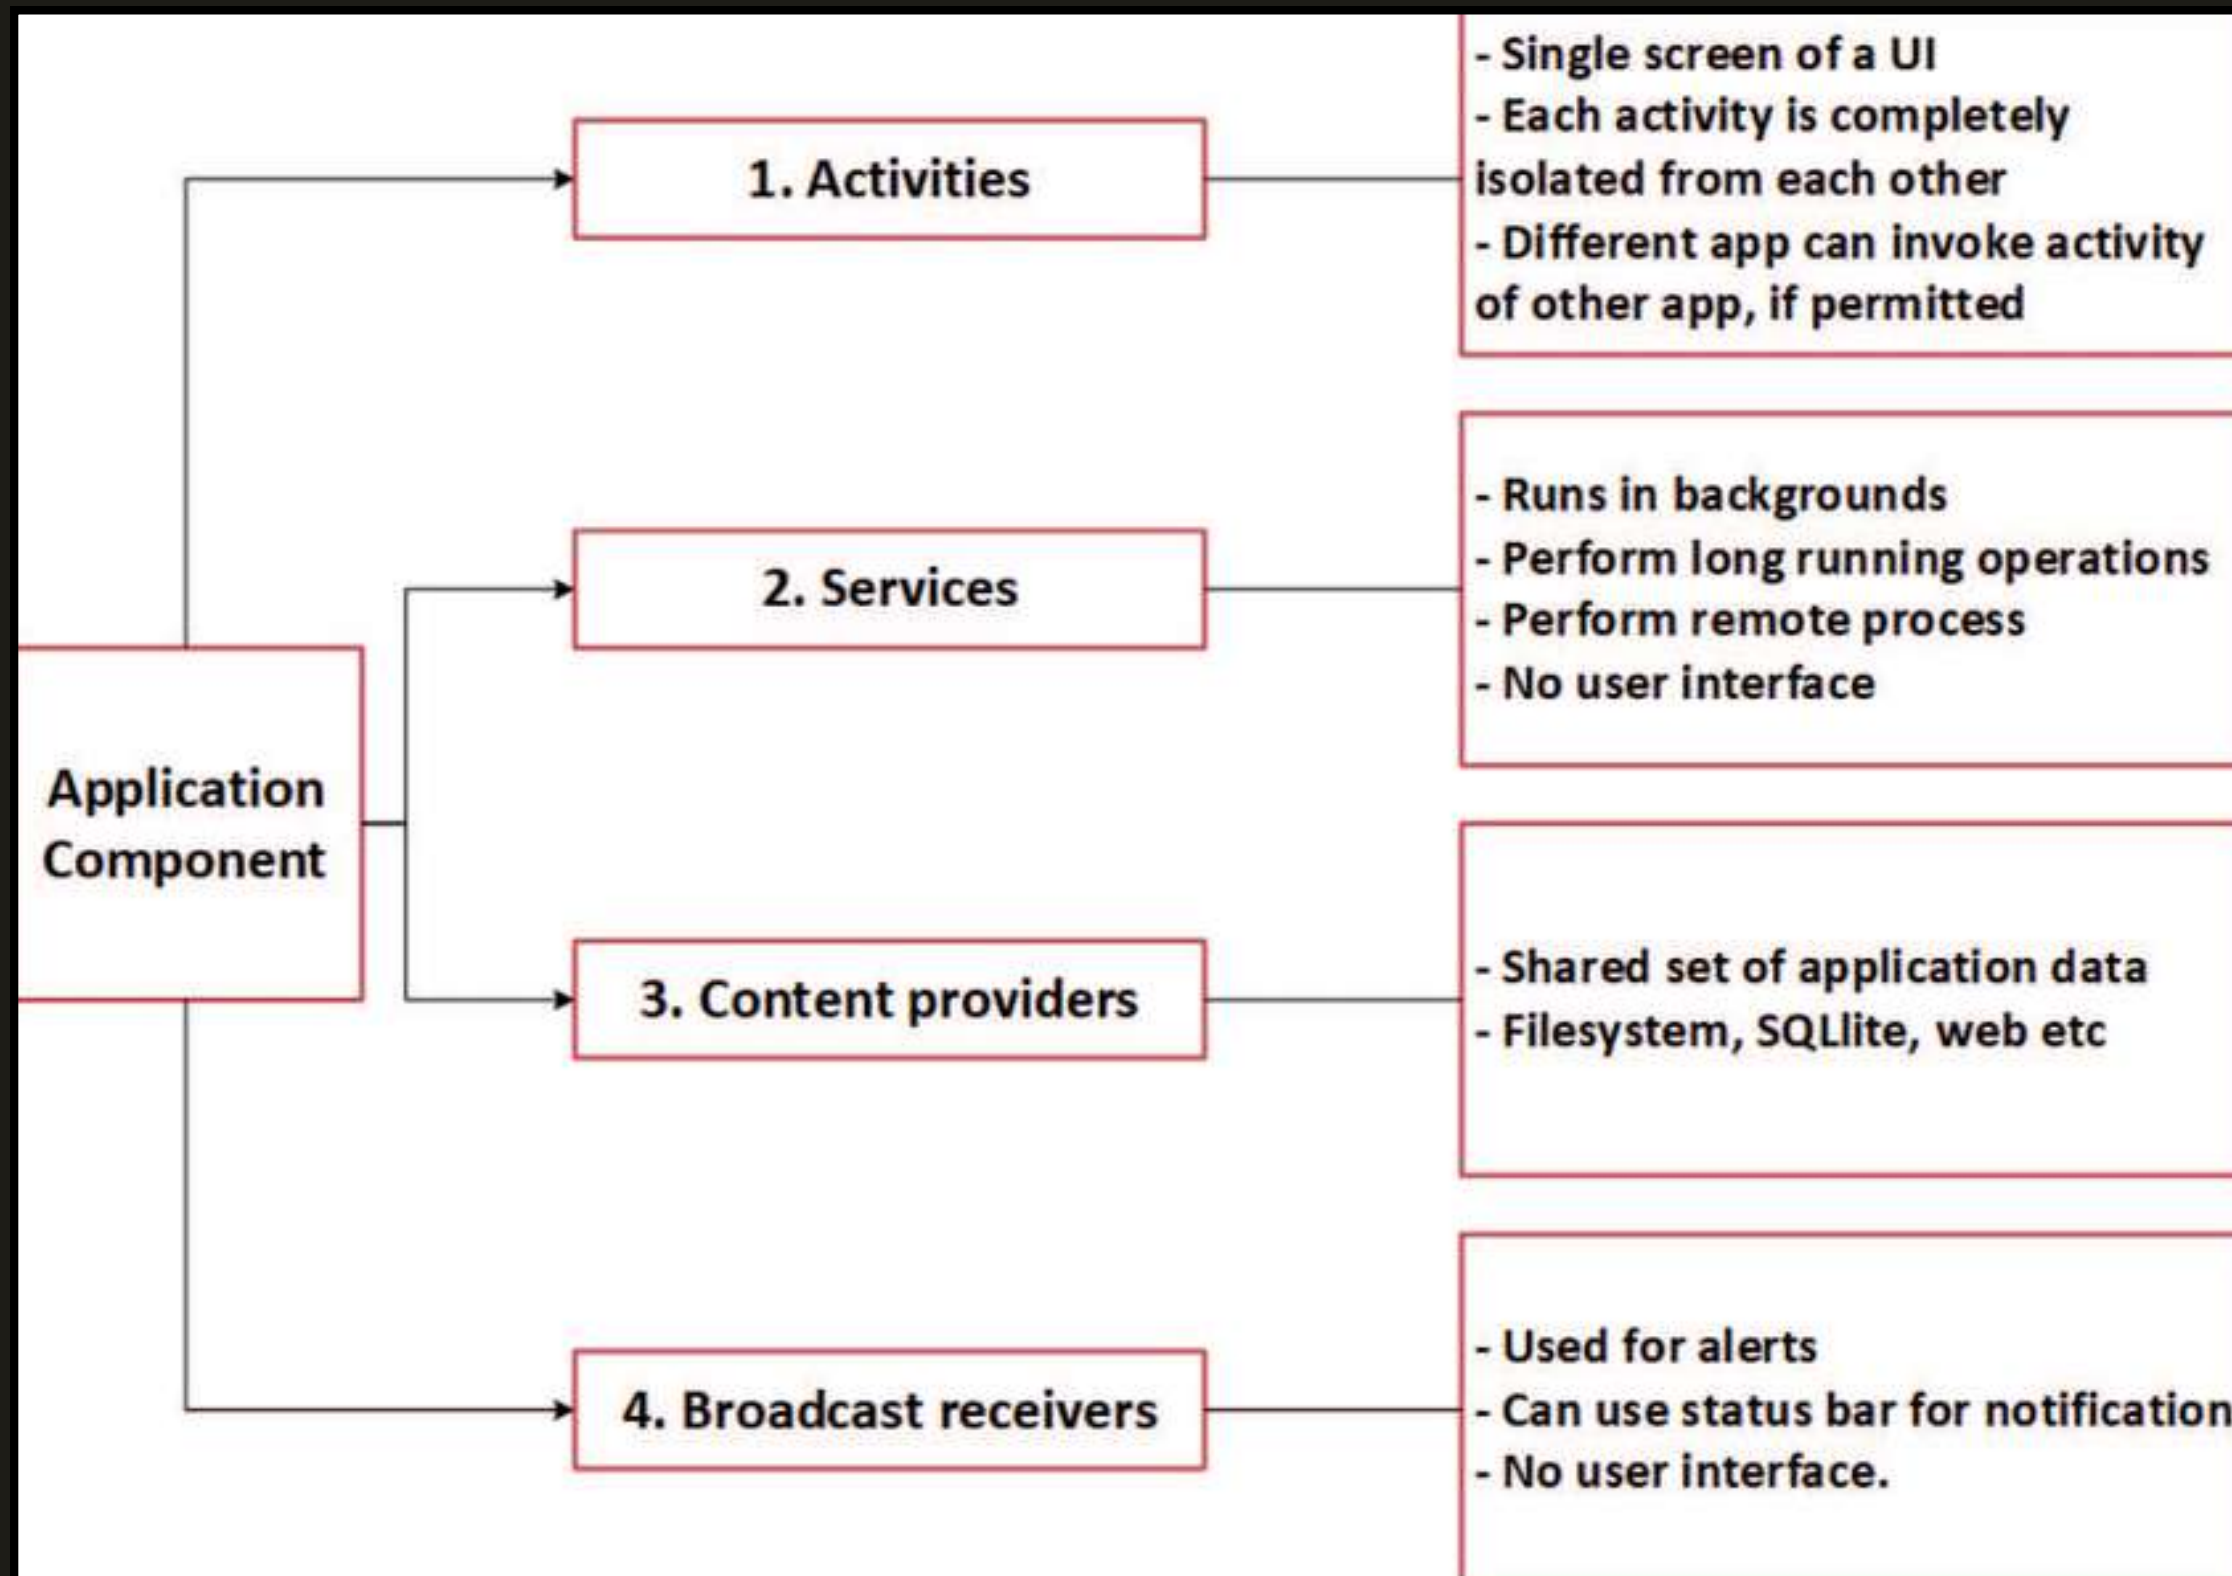 - Single screen of a UI
- Each activity is completely
isolated from each other
- Different app can invoke activity
of other app, if permitted
1. Activities
- Runs in backgrounds
- Perform long running operations
- Perform remote process
- No user interface
2. Services
Application
Component
3. Content providers
- Shared set of application data
- Filesystem, SQLlite, web etc
4. Broadcast receivers
- Used for alerts
- Can use status bar for notification
- No user interface.